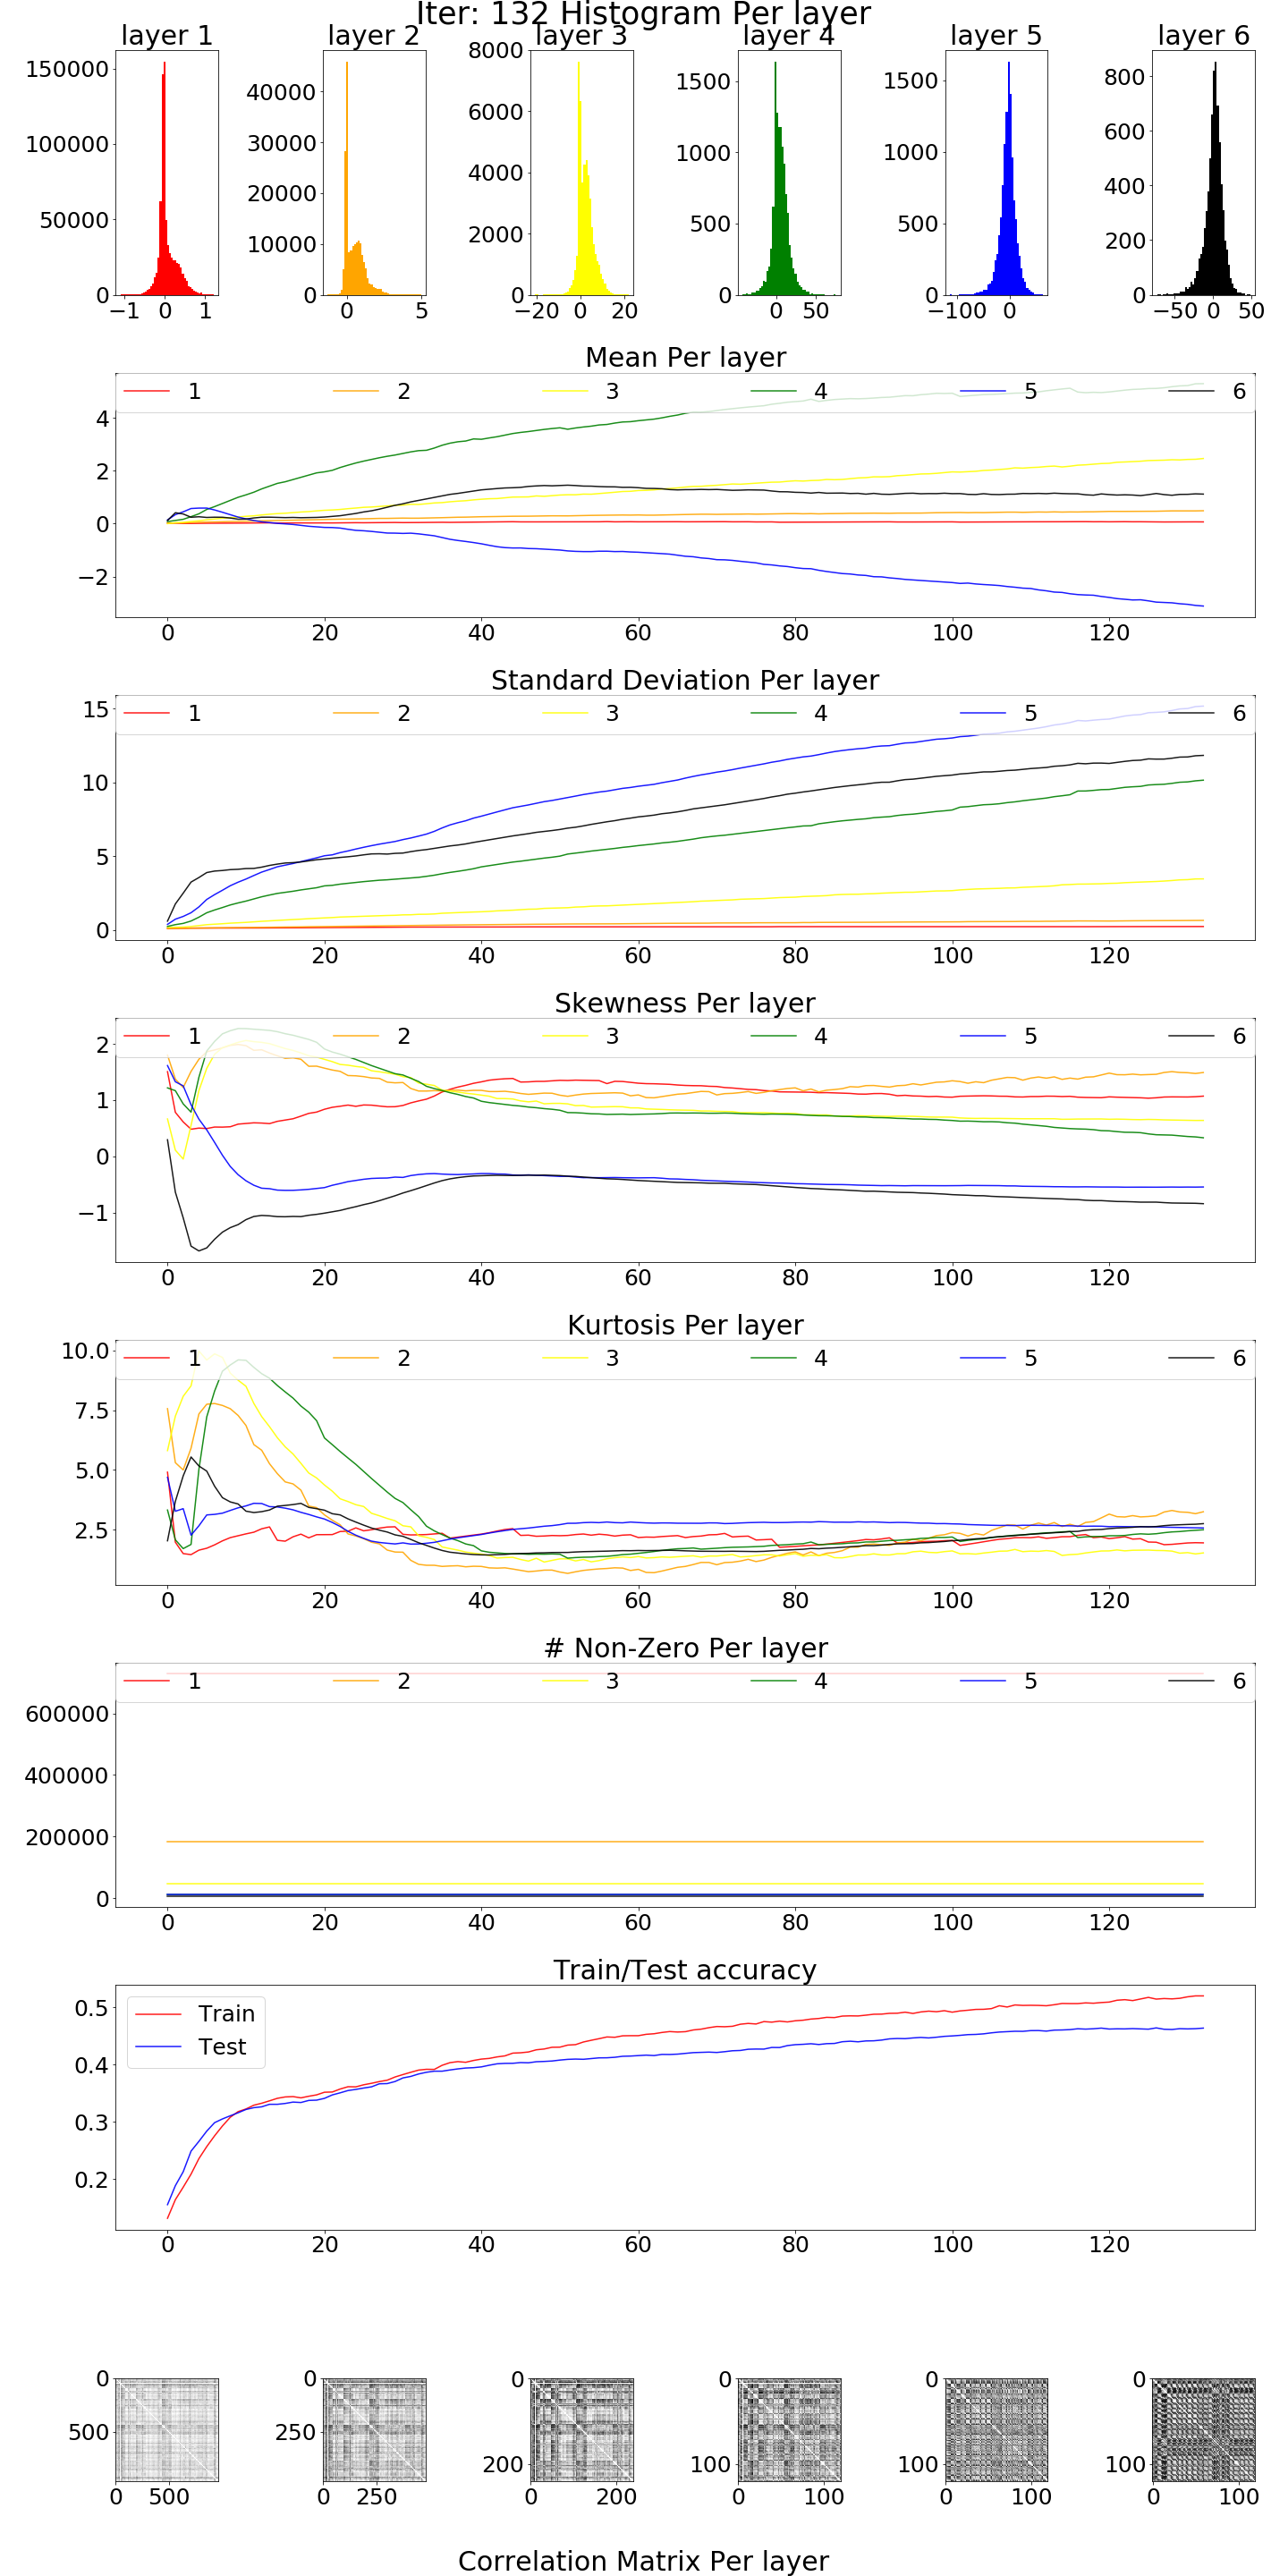 Iter: 132 Histogram Per layer
layer 1 layer 2 layer 3 layer 4 layer 5 layer 6
150000
100000
50000
0
−1 0 1
40000
30000
20000
10000
0
0 5
8000
6000
4000
2000
0
−20 0 20
1500
1000
500
0
0 50
1500
1000
500
0
−100 0
800
600
400
200
0
−50 0 50
Mean Per layer
1 2 3 4 5 6
4
2
0
−2
0 20 40 60 80 100 120
Standard Deviation Per layer
1 2 3 4 5 6
15
10
5
0
0 20 40 60 80 100 120
Skewness Per layer
1 2 3 4 5 6
2
1
0
−1
0 20 40 60 80 100 120
Kurtosis Per layer
1 2 3 4 5 6
10.0
7.5
5.0
2.5
0 20 40 60 80 100 120
# Non-Zero Per layer
1 2 3 4 5 6
600000
400000
200000
0
0 20 40 60 80 100 120
Train/Test accuracy
Train
Test
0.5
0.4
0.3
0.2
0 20 40 60 80 100 120
0
500
0 500
0
250
0 250
0
200
0 200
0
100
0 100
0
100
0 100
0
100
0 100
Correlation Matrix Per layer